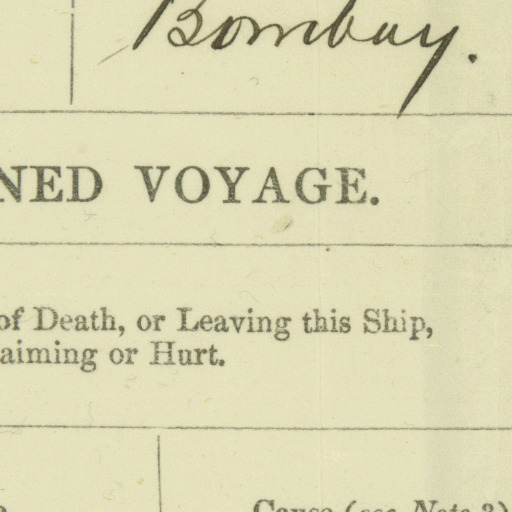 Bombay.
NED VOYAGE.
of Death, or Leaving this Ship,
aiming or Hurt.
Cause (see Note 3)